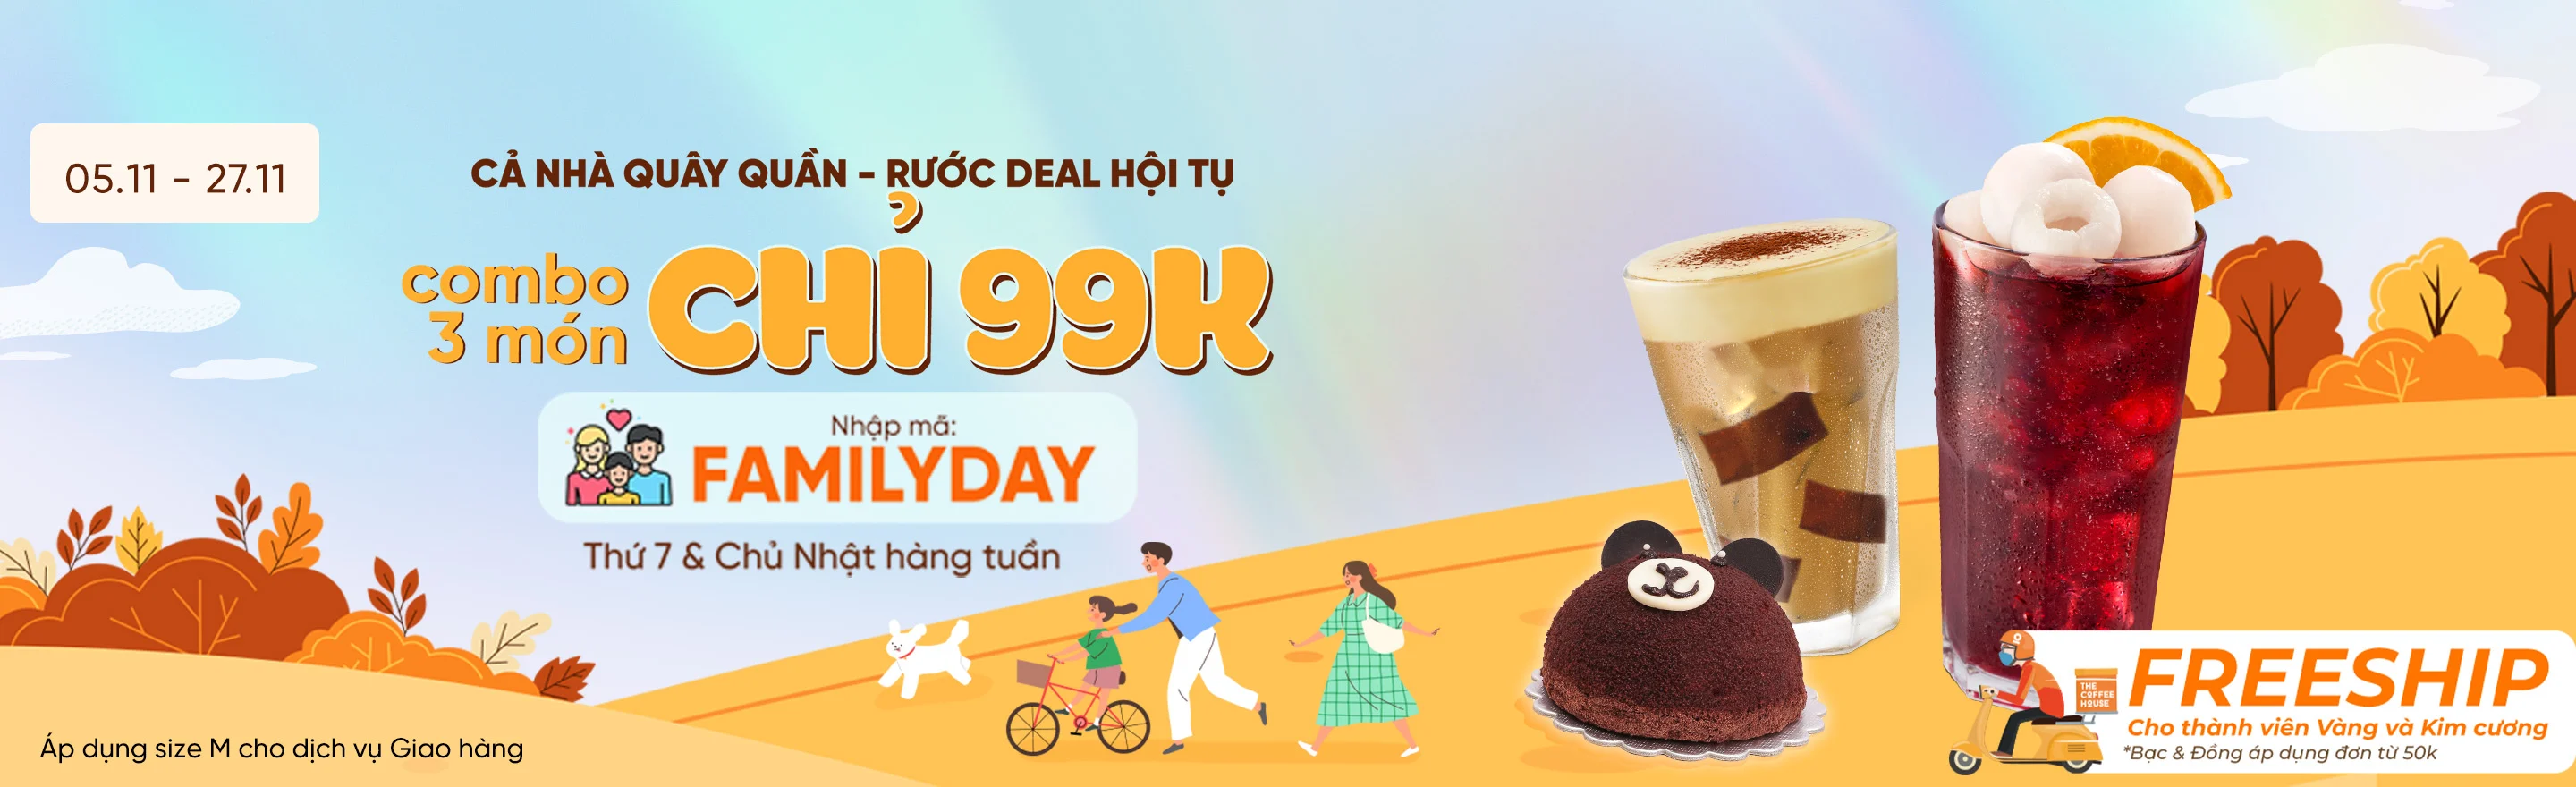 05.11 - 27.11
CẢ NHÀ QUÂY QUẦN - RƯỚC DEAL HỘI TỤ
combo
3 món
CHỈ 99K
Nhập mã:
FAMILYDAY
Thứ 7 & Chủ Nhật hàng tuần
Áp dụng size M cho dịch vụ Giao hàng
THE
COFFEE
HOUSE
FREESHIP
Cho thành viên Vàng và Kim cương
*Bạc & Đồng áp dụng đơn từ 50k